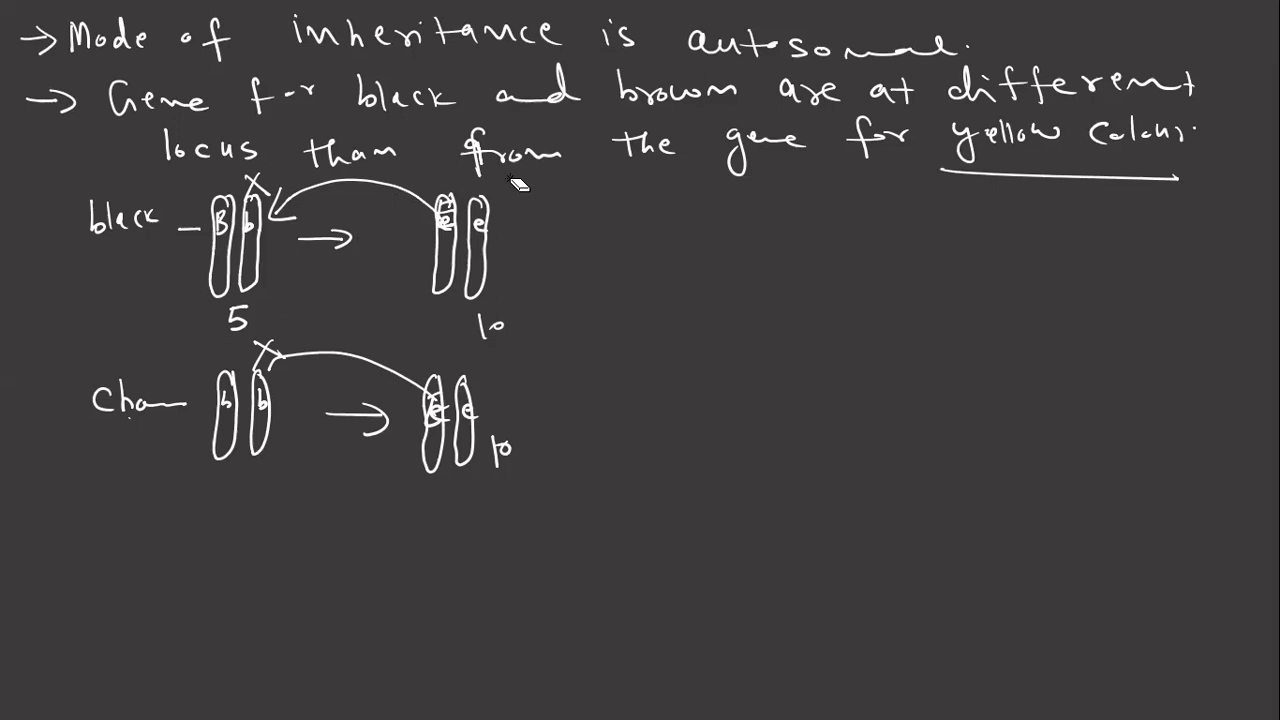 → Mode of inheritance is autosomal.
→ Gene for black and brown are at different
locus than from the gene for yellow colour.
black – B b → e e
5 10
Cho b b → e e
10